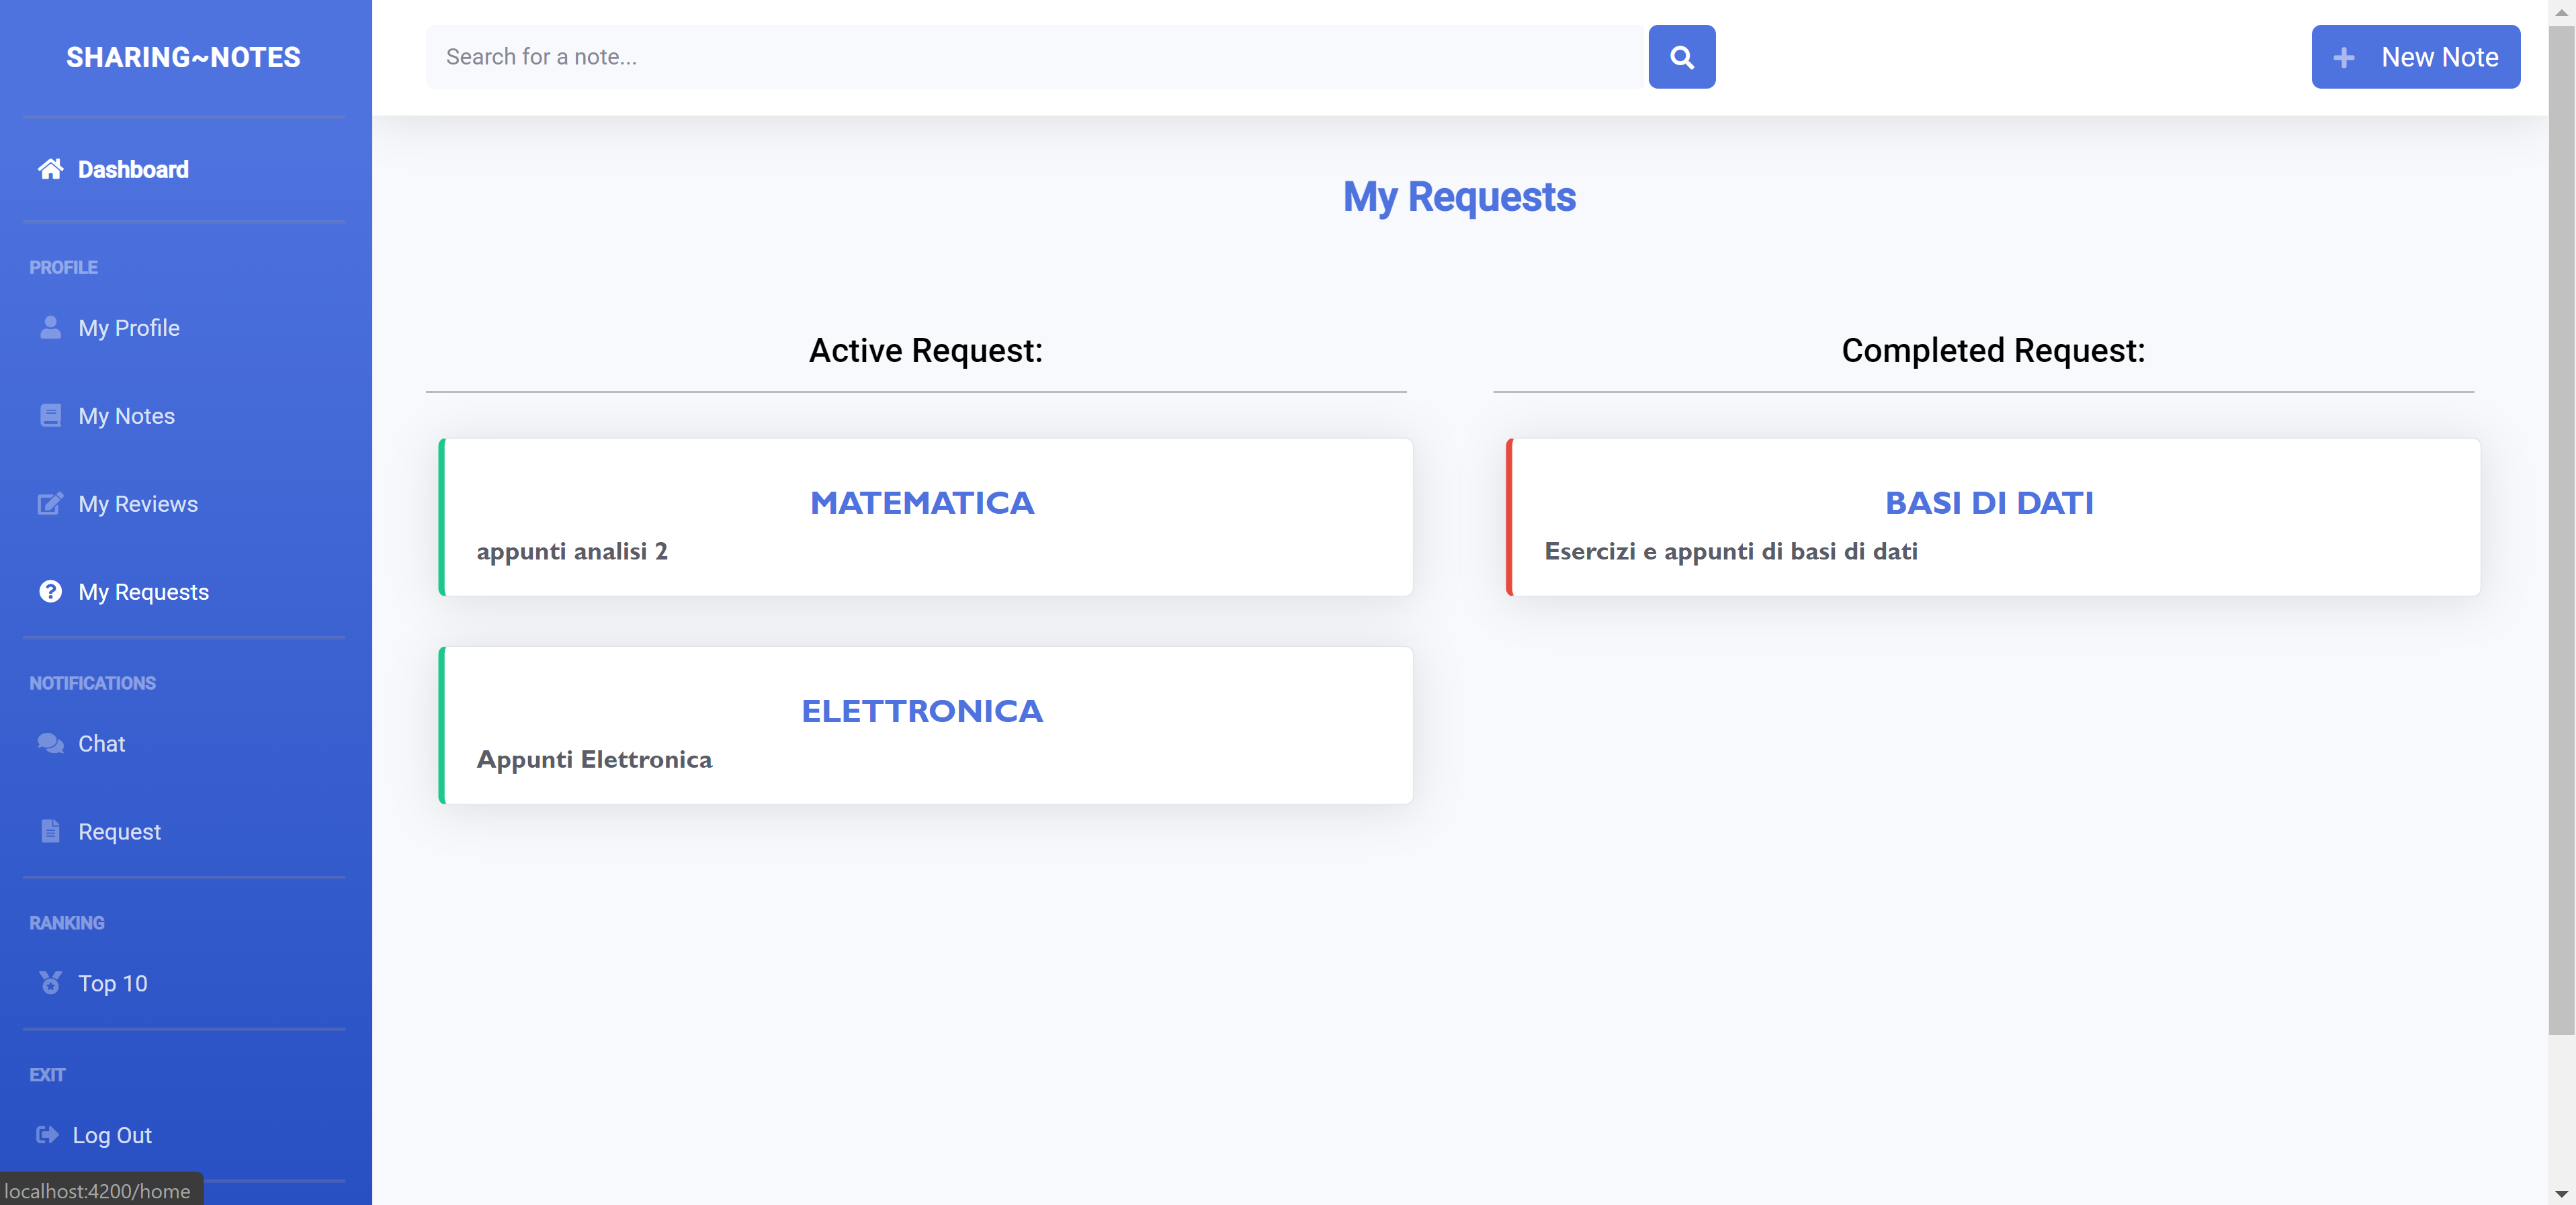 SHARING~NOTES
Dashboard
PROFILE
My Profile
My Notes
My Reviews
My Requests
NOTIFICATIONS
Chat
Request
RANKING
Top 10
EXIT
Log Out
localhost:4200/home
Search for a note...
New Note
My Requests
Active Request:
MATEMATICA
appunti analisi 2
ELETTRONICA
Appunti Elettronica
Completed Request:
BASI DI DATI
Esercizi e appunti di basi di dati